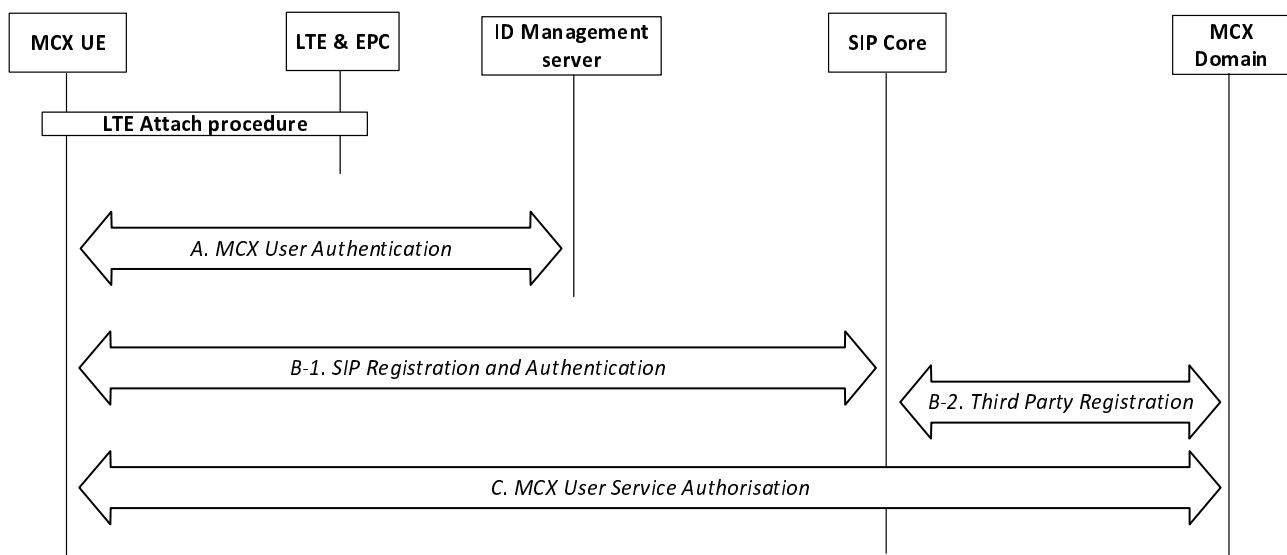 MCX UE
LTE & EPC
ID Management
server
SIP Core
MCX
Domain
LTE Attach procedure
A. MCX User Authentication
B-1. SIP Registration and Authentication
B-2. Third Party Registration
C. MCX User Service Authorisation